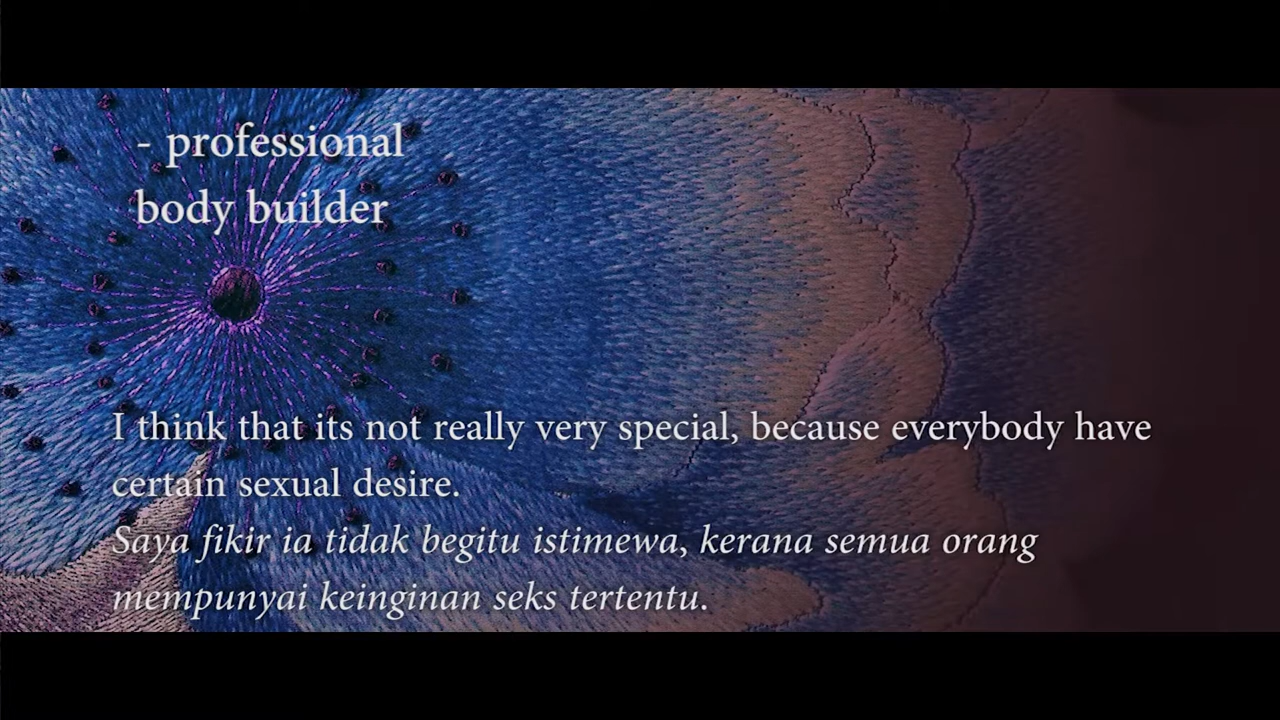 - professional
body builder
I think that its not really very special, because everybody have
certain sexual desire.
Saya fikir ia tidak begitu istimewa, kerana semua orang
mempunyai keinginan seks tertentu.